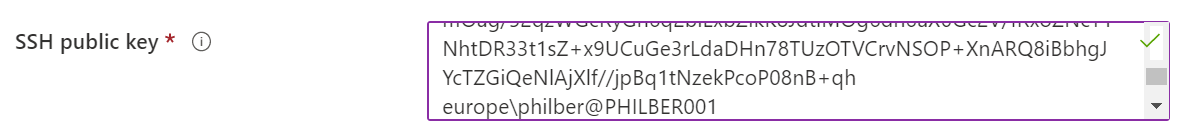 SSH public key *
NhtDR33t1sZ+x9UCuGe3rLdaDHn78TUzOTVCrvNSOP+XnARQ8iBbhgJ
YcTZGiQeNlAjXlf//jpBq1tNzekPcoP08nB+qh
europe\philber@PHILBER001